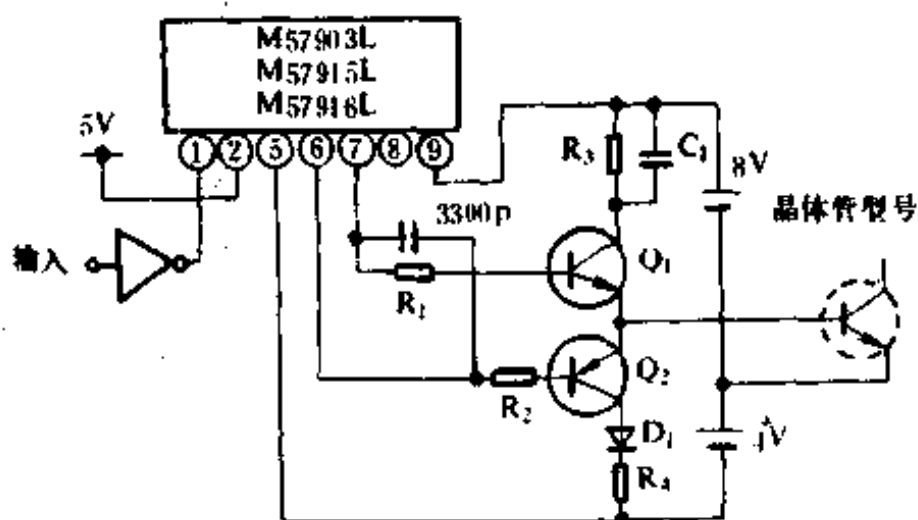 M57903L
M57915L
M57916L
5V
① ② ⑤ ⑥ ⑦ ⑧ ⑨
R₃
C₁
8V
3300p
晶体管型号
输入
R₁
Q₁
R₂
Q₂
D₁
4V
R₄